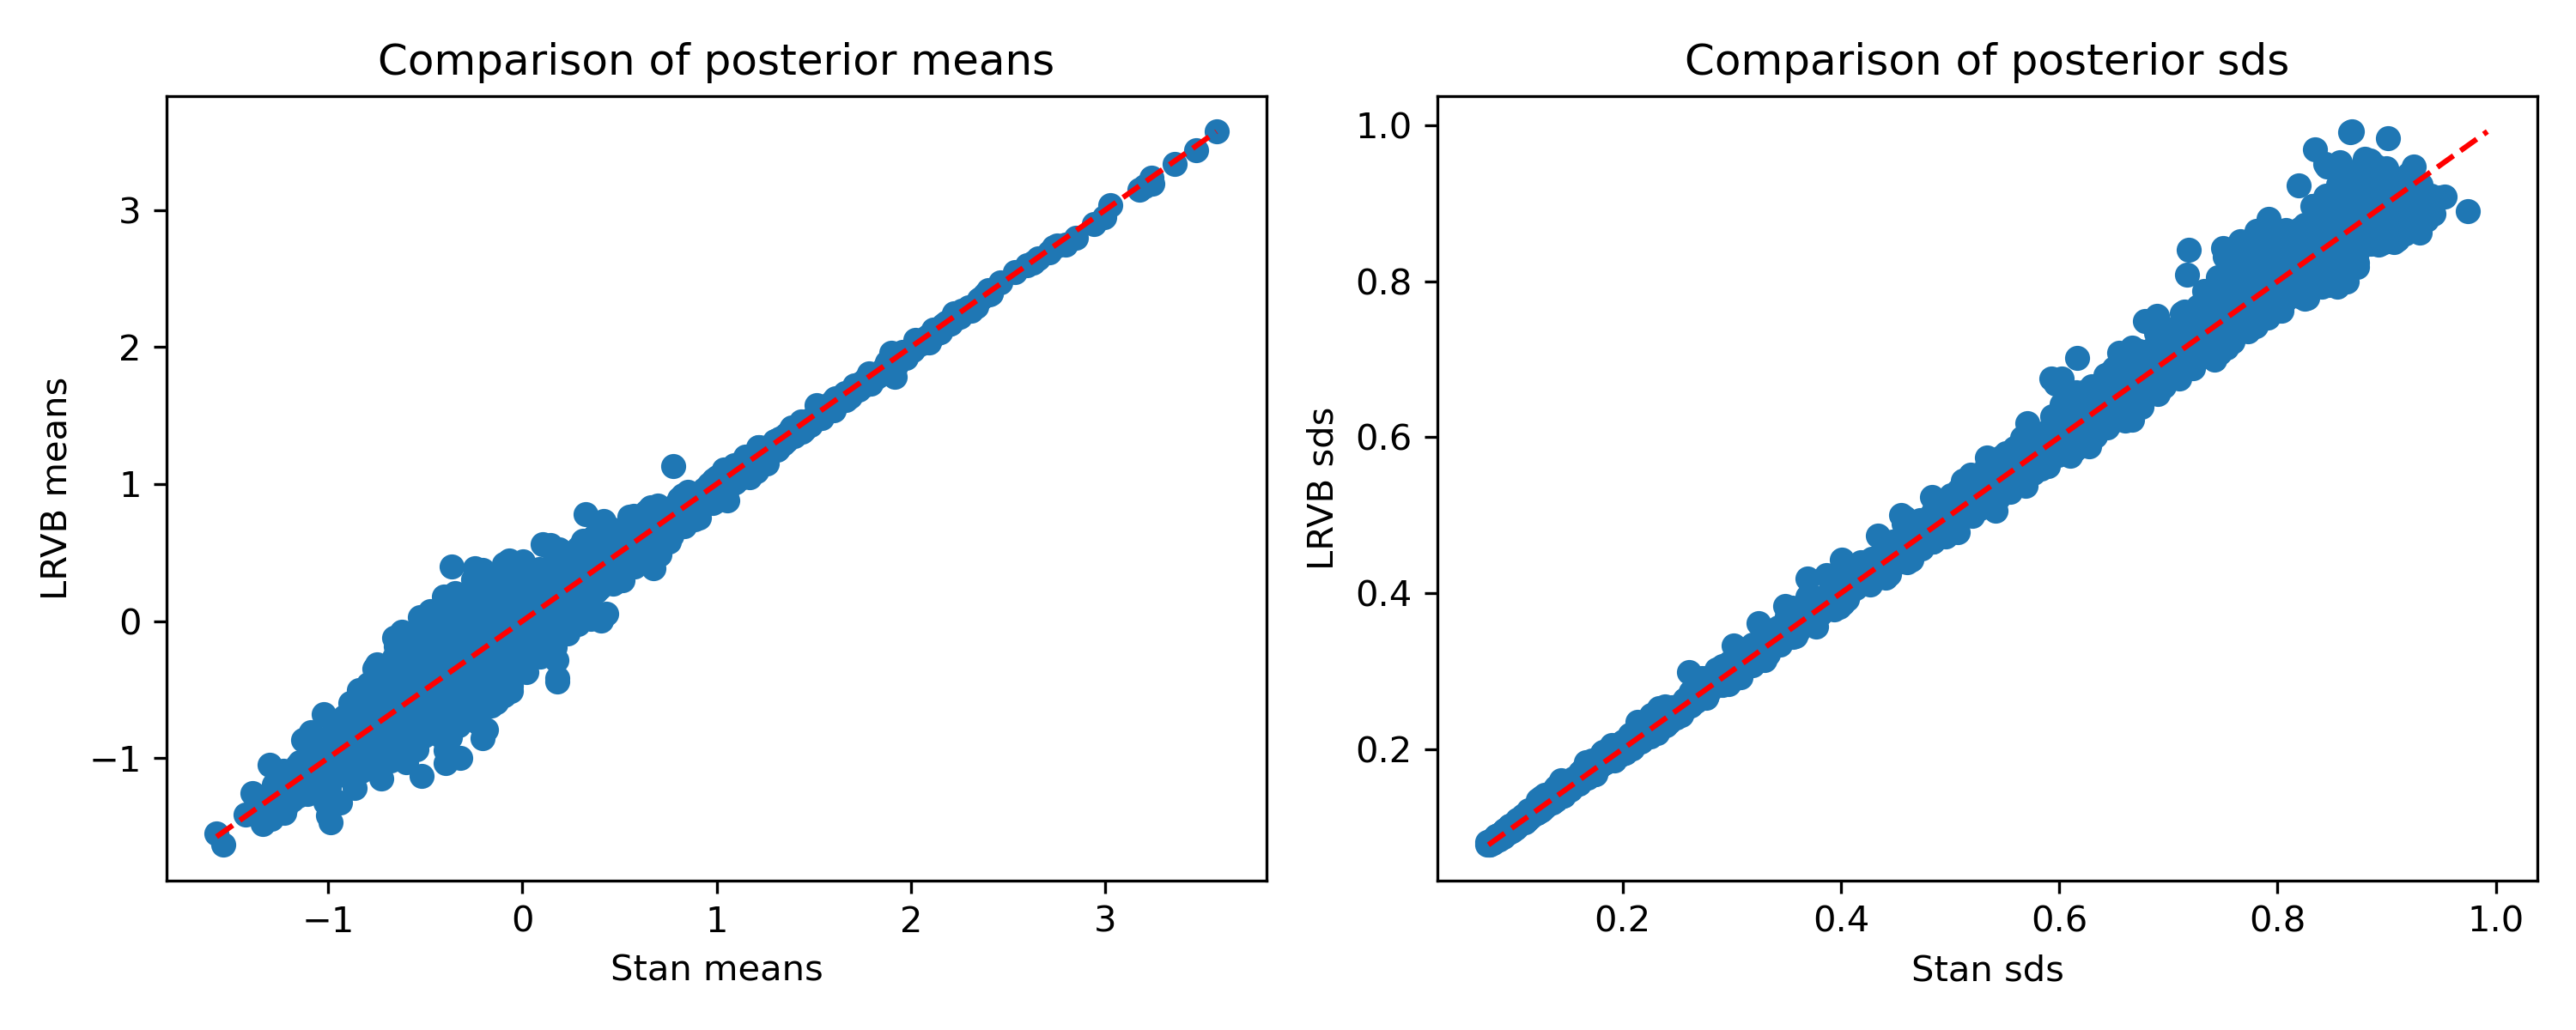 Comparison of posterior means
3
2
1
0
−1
LRVB means
−1 0 1 2 3
Stan means
Comparison of posterior sds
1.0
0.8
0.6
0.4
0.2
LRVB sds
0.2 0.4 0.6 0.8 1.0
Stan sds